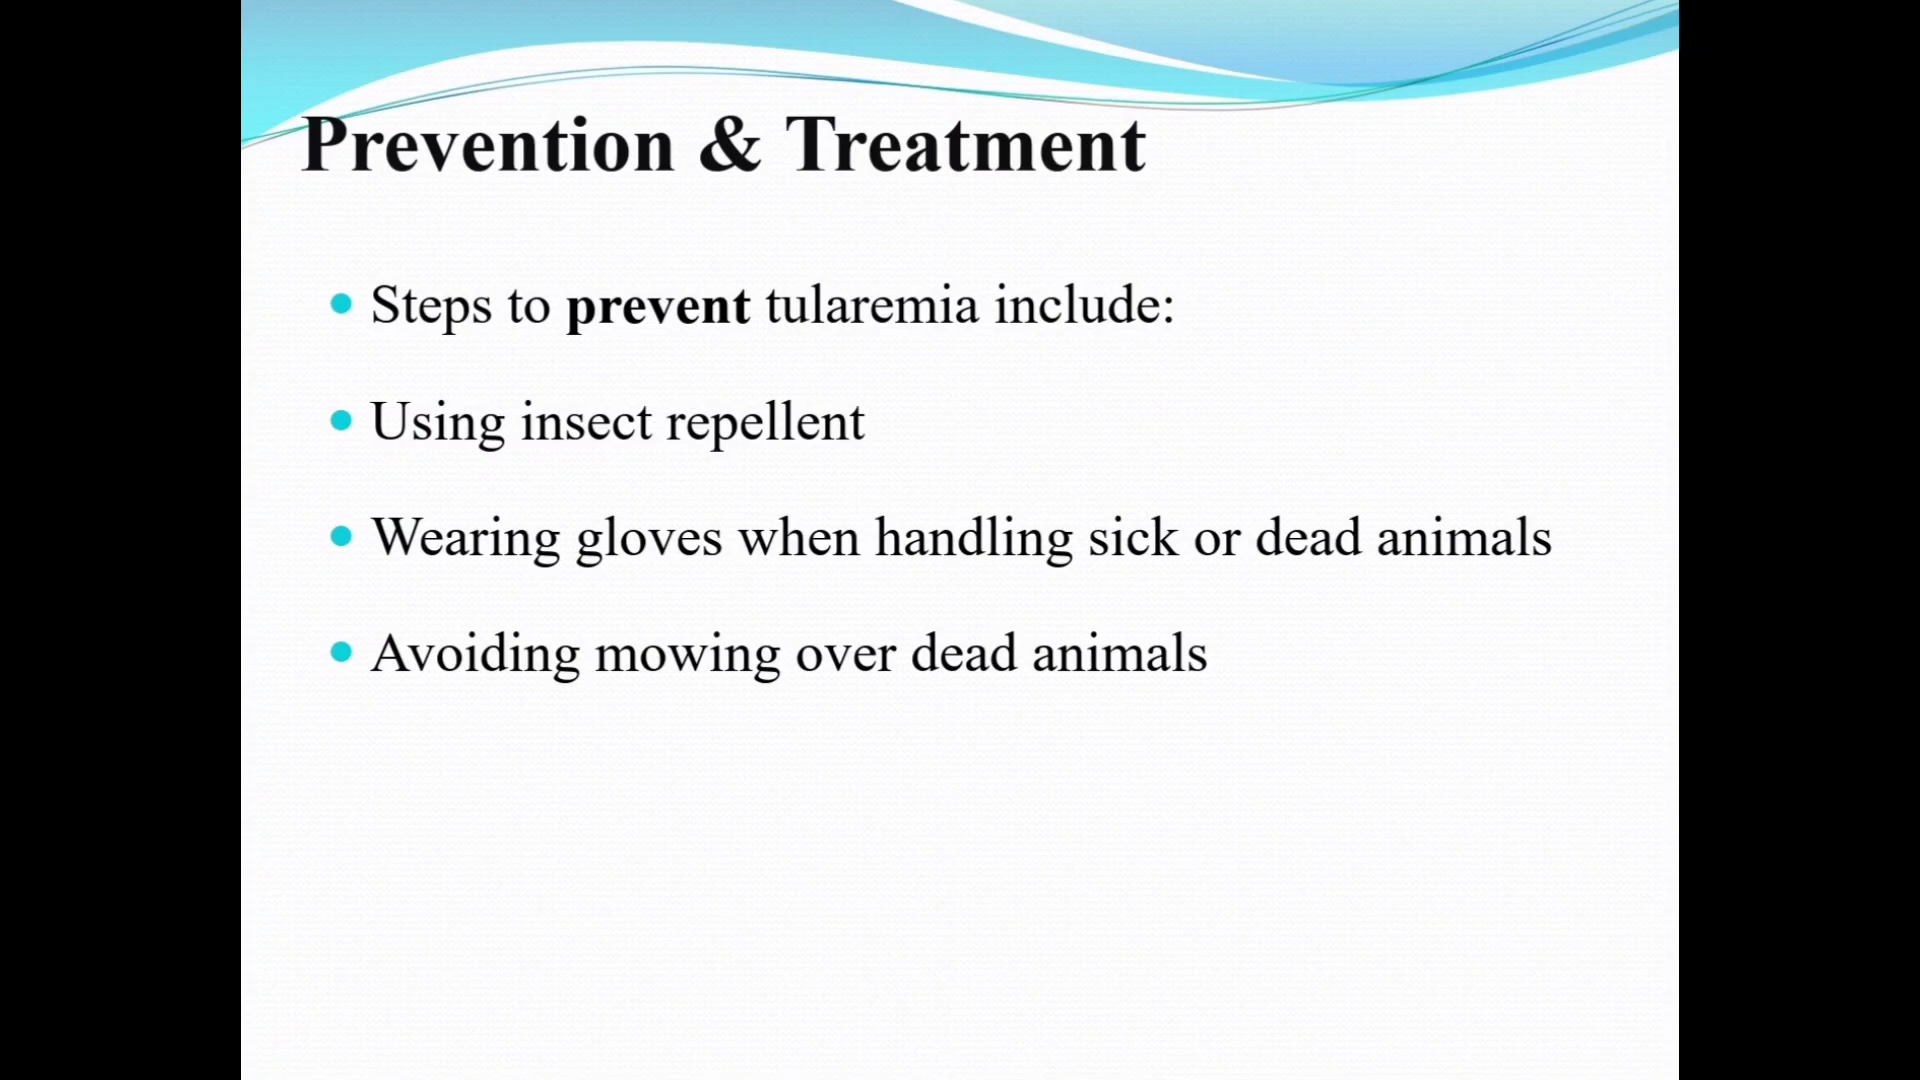 Prevention & Treatment
Steps to prevent tularemia include:
Using insect repellent
Wearing gloves when handling sick or dead animals
Avoiding mowing over dead animals